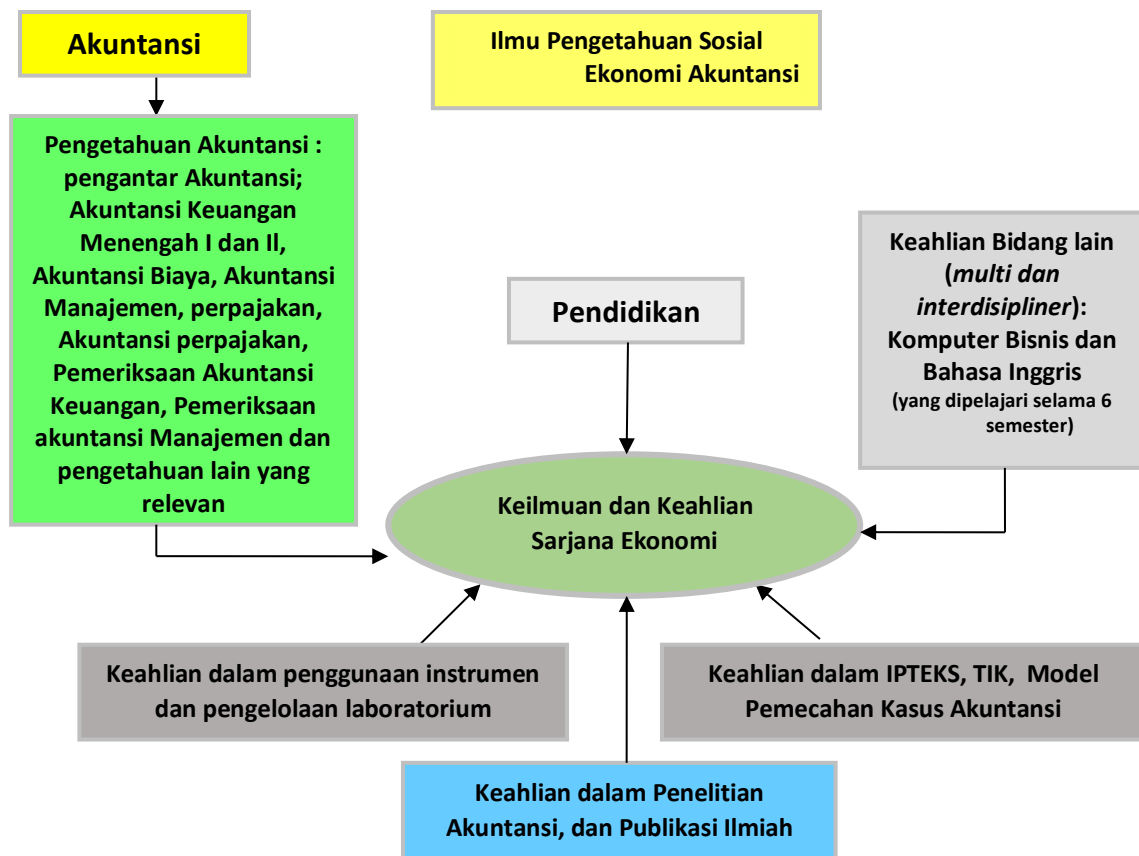 Akuntansi
Ilmu Pengetahuan Sosial
Ekonomi Akuntansi
Pengetahuan Akuntansi :
pengantar Akuntansi;
Akuntansi Keuangan
Menengah I dan Il,
Akuntansi Biaya, Akuntansi
Manajemen, perpajakan,
Akuntansi perpajakan,
Pemeriksaan Akuntansi
Keuangan, Pemeriksaan
akuntansi Manajemen dan
pengetahuan lain yang
relevan
Pendidikan
Keahlian Bidang lain
(multi dan
interdisipliner):
Komputer Bisnis dan
Bahasa Inggris
(yang dipelajari selama 6
semester)
Keilmuan dan Keahlian
Sarjana Ekonomi
Keahlian dalam penggunaan instrumen
dan pengelolaan laboratorium
Keahlian dalam IPTEKS, TIK, Model
Pemecahan Kasus Akuntansi
Keahlian dalam Penelitian
Akuntansi, dan Publikasi Ilmiah